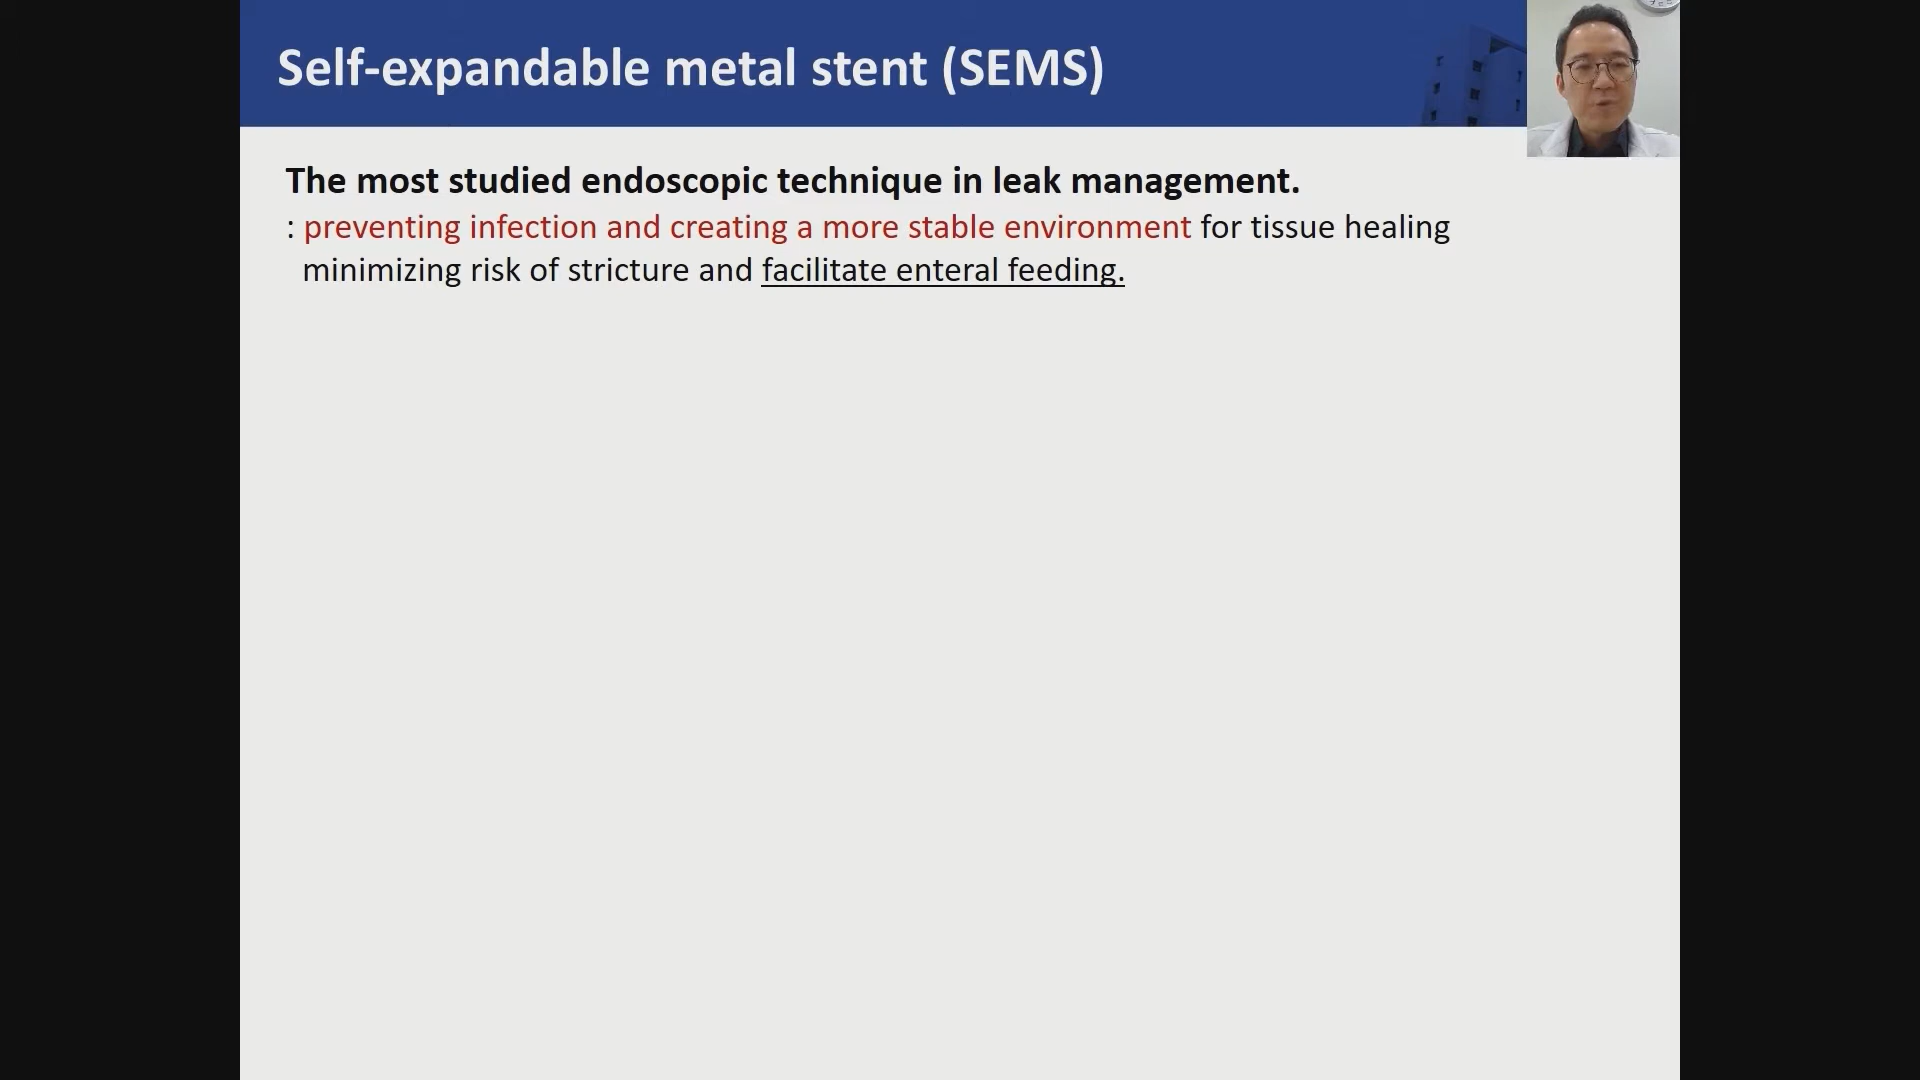 Self-expandable metal stent (SEMS)
The most studied endoscopic technique in leak management.
: preventing infection and creating a more stable environment for tissue healing
minimizing risk of stricture and facilitate enteral feeding.